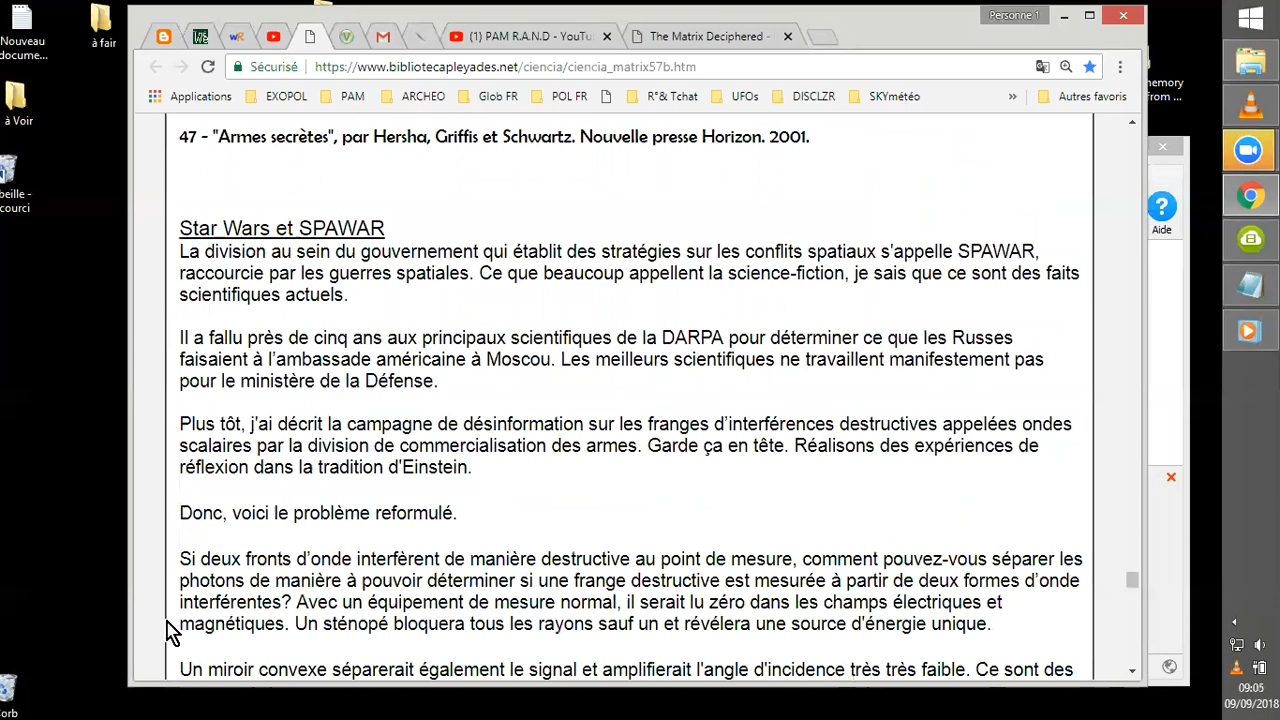 Nouveau
docume...
à fair
à Voir
beille -
courci
Corb
Personne 1
(1) PAM R.A.N.D - YouTu
The Matrix Deciphered -
Sécurisé
https://www.bibliotecapleyades.net/ciencia/ciencia_matrix57b.htm
Applications
EXOPOL
PAM
ARCHEO
Glob FR
POL FR
R°& Tchat
UFOs
DISCLZR
SKYmétéo
»
Autres favoris
47 - "Armes secrètes", par Hersha, Griffis et Schwartz. Nouvelle presse Horizon. 2001.
Star Wars et SPAWAR
La division au sein du gouvernement qui établit des stratégies sur les conflits spatiaux s'appelle SPAWAR,
raccourcie par les guerres spatiales. Ce que beaucoup appellent la science-fiction, je sais que ce sont des faits
scientifiques actuels.
Il a fallu près de cinq ans aux principaux scientifiques de la DARPA pour déterminer ce que les Russes
faisaient à l’ambassade américaine à Moscou. Les meilleurs scientifiques ne travaillent manifestement pas
pour le ministère de la Défense.
Plus tôt, j’ai décrit la campagne de désinformation sur les franges d’interférences destructives appelées ondes
scalaires par la division de commercialisation des armes. Garde ça en tête. Réalisons des expériences de
réflexion dans la tradition d'Einstein.
Donc, voici le problème reformulé.
Si deux fronts d’onde interfèrent de manière destructive au point de mesure, comment pouvez-vous séparer les
photons de manière à pouvoir déterminer si une frange destructive est mesurée à partir de deux formes d’onde
interférentes? Avec un équipement de mesure normal, il serait lu zéro dans les champs électriques et
magnétiques. Un sténopé bloquera tous les rayons sauf un et révélera une source d'énergie unique.
Un miroir convexe séparerait également le signal et amplifierait l'angle d'incidence très très faible. Ce sont des
memory
from ...
Aide
09:05
09/09/2018